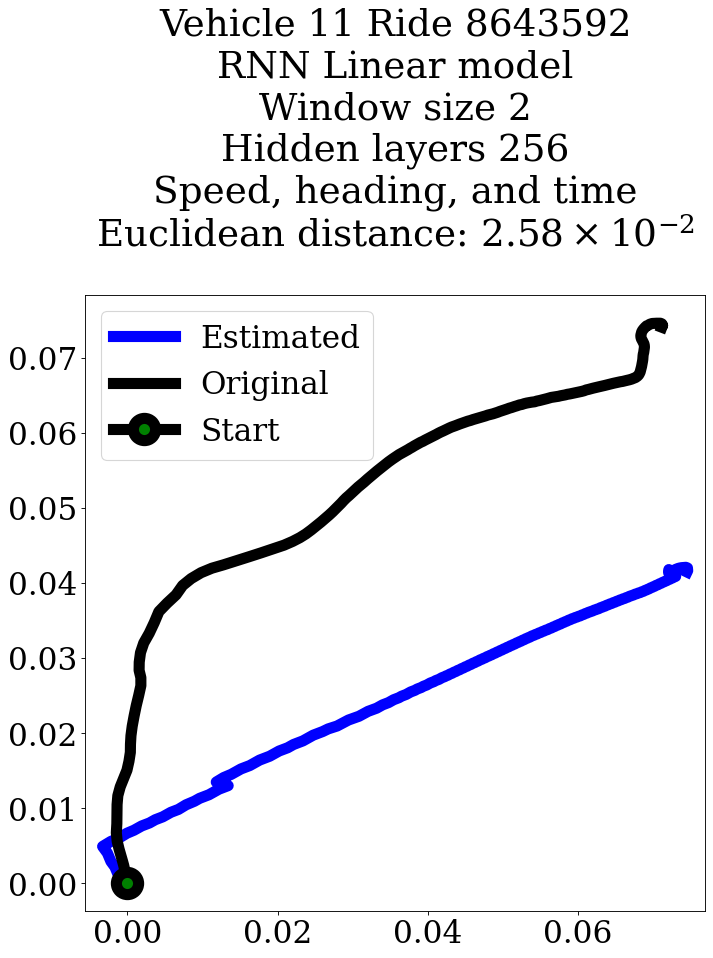 Vehicle 11 Ride 8643592
RNN Linear model
Window size 2
Hidden layers 256
Speed, heading, and time
Euclidean distance: 2.58 × 10⁻²
Estimated
Original
Start
0.07
0.06
0.05
0.04
0.03
0.02
0.01
0.00
0.00 0.02 0.04 0.06